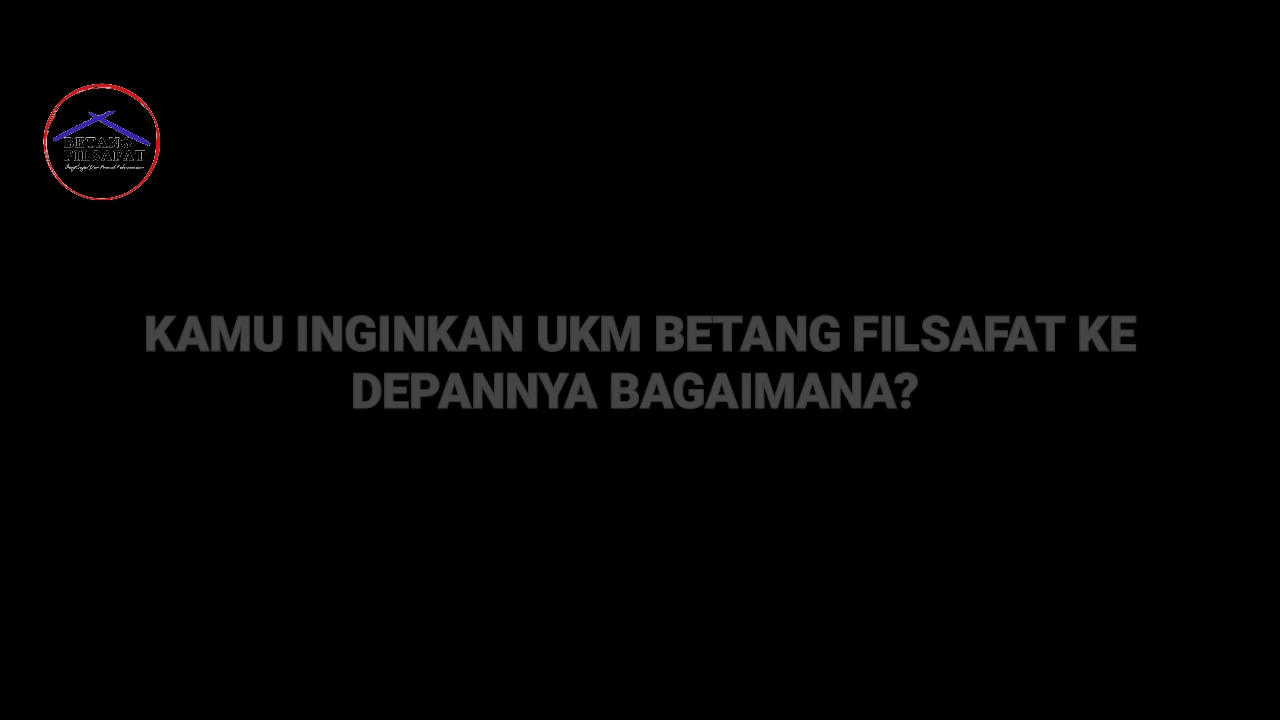 BETANG
FILSAFAT
KAMU INGINKAN UKM BETANG FILSAFAT KE
DEPANNYA BAGAIMANA?